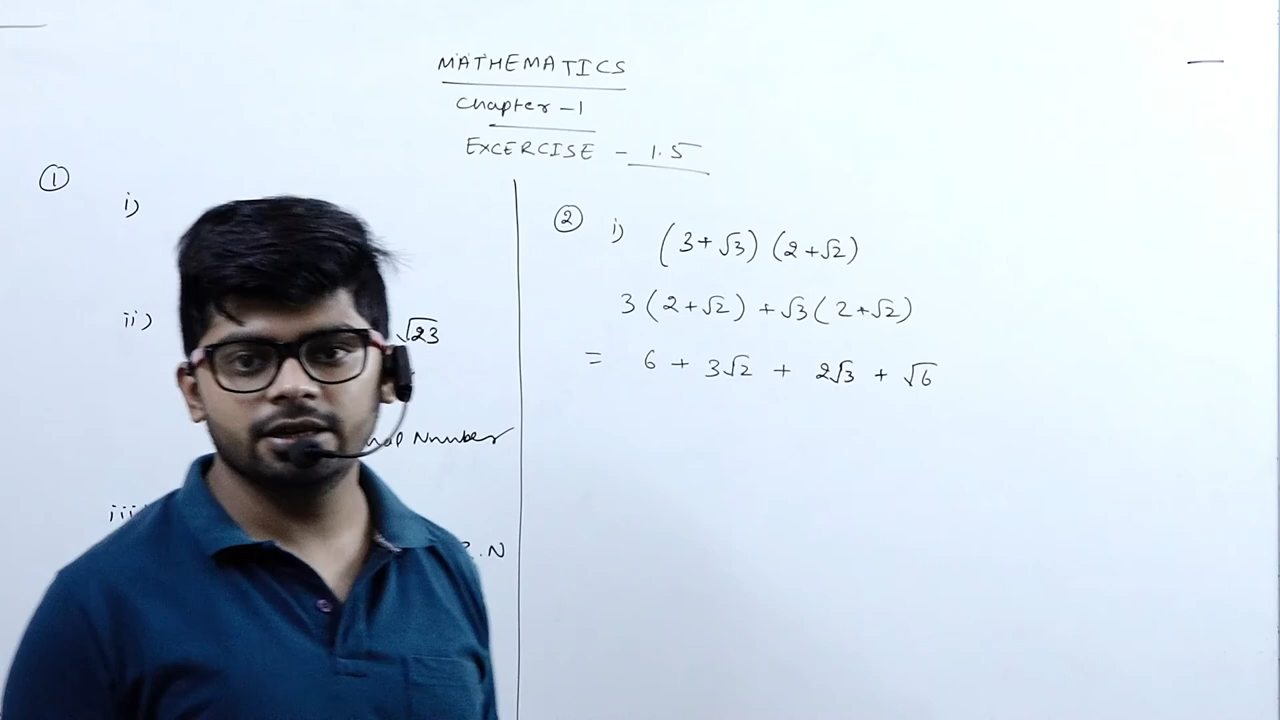 MATHEMATICS
Chapter - 1
EXCERCISE - 1.5
①
i)
ii)
√23
Number
R.N
② i) (3+√3) (2+√2)
3(2+√2) + √3(2+√2)
= 6 + 3√2 + 2√3 + √6